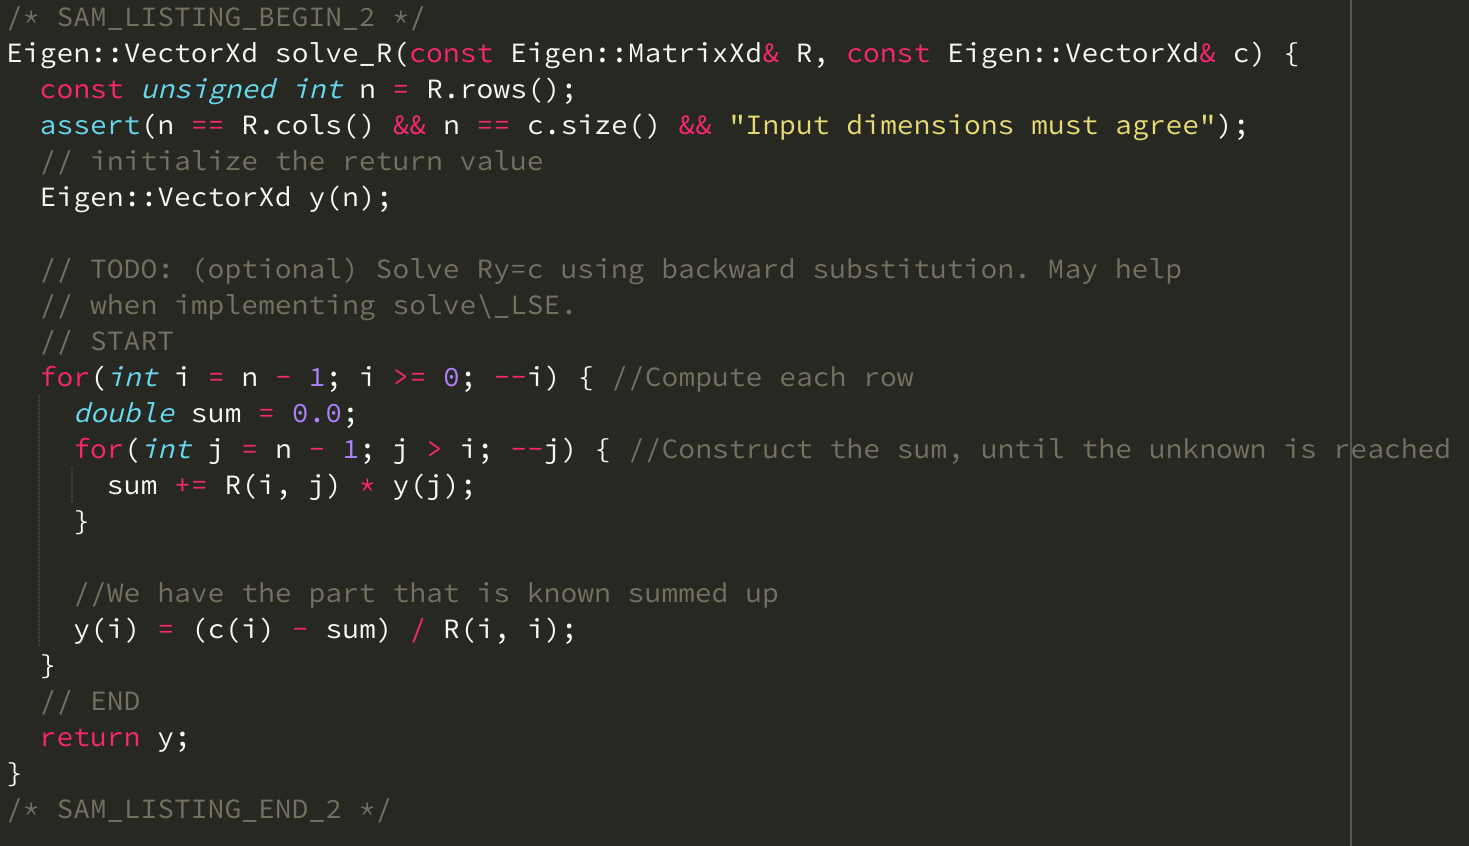 /* SAM_LISTING_BEGIN_2 */
Eigen::VectorXd solve_R(const Eigen::MatrixXd& R, const Eigen::VectorXd& c) {
  const unsigned int n = R.rows();
  assert(n == R.cols() && n == c.size() && "Input dimensions must agree");
  // initialize the return value
  Eigen::VectorXd y(n);

  // TODO: (optional) Solve Ry=c using backward substitution. May help
  // when implementing solve\_LSE.
  // START
  for(int i = n - 1; i >= 0; --i) { //Compute each row
    double sum = 0.0;
    for(int j = n - 1; j > i; --j) { //Construct the sum, until the unknown is reached
      sum += R(i, j) * y(j);
    }

    //We have the part that is known summed up
    y(i) = (c(i) - sum) / R(i, i);
  }
  // END
  return y;
}
/* SAM_LISTING_END_2 */